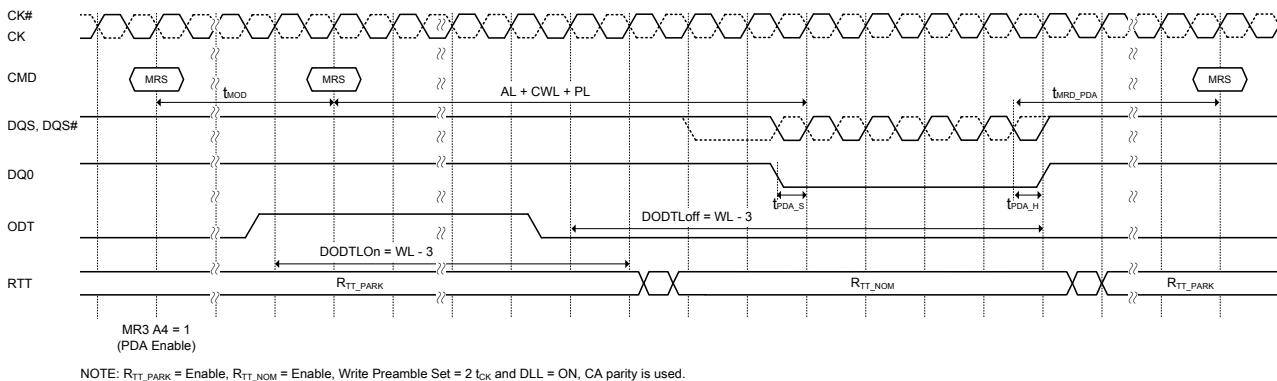 CK#
CK
CMD
MRS
MRS
MRS
tMOD
AL + CWL + PL
tMRD_PDA
DQS, DQS#
DQ0
tPDA_S
tPDA_H
ODT
DODTLoff = WL - 3
DODTLOn = WL - 3
RTT
RTT_PARK
RTT_NOM
RTT_PARK
MR3 A4 = 1
(PDA Enable)
NOTE: RTT_PARK = Enable, RTT_NOM = Enable, Write Preamble Set = 2 tCK and DLL = ON, CA parity is used.